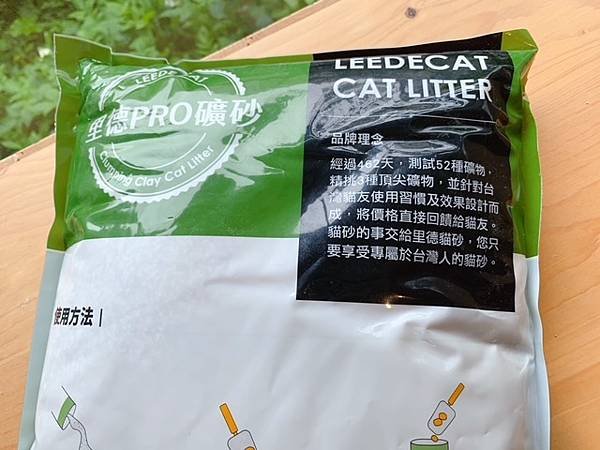 LEEDECAT
里德PRO礦砂
Clumping Clay Cat Litter
LEEDECAT
CAT LITTER
品牌理念
經過462天，測試52種礦物，
精挑3種頂尖礦物，並針對台
灣貓友使用習慣及效果設計而
成，將價格直接回饋給貓友。
貓砂的事交給里德貓砂，您只
要享受專屬於台灣人的貓砂。
使用方法 |